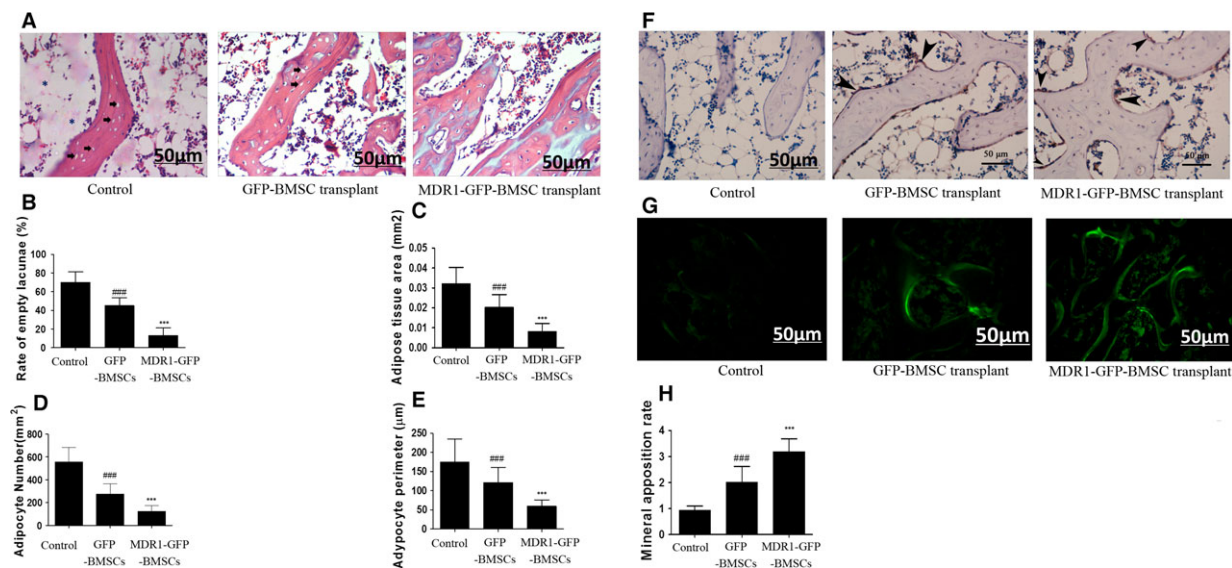 A
50μm
50μm
50μm
Control
GFP-BMSC transplant
MDR1-GFP-BMSC transplant
B
Rate of empty lacunae (%)
100
80
60
40
20
0
###
***
Control
GFP
-BMSCs
MDR1-GFP
-BMSCs
C
Adipose tissue area (mm2)
0.05
0.04
0.03
0.02
0.01
0.0
###
***
Control
GFP
-BMSCs
MDR1-GFP
-BMSCs
D
Adipocyte Number(mm²)
800
600
400
200
0
###
***
Control
GFP
-BMSCs
MDR1-GFP
-BMSCs
E
Adypocyte perimeter (μm)
250
200
150
100
50
0
###
***
Control
GFP
-BMSCs
MDR1-GFP
-BMSCs
F
50μm
50 μm
50 μm
Control
GFP-BMSC transplant
MDR1-GFP-BMSC transplant
G
50μm
50μm
50μm
Control
GFP-BMSC transplant
MDR1-GFP-BMSC transplant
H
Mineral apposition rate
4
3
2
1
0
###
***
Control
GFP
-BMSCs
MDR1-GFP
-BMSCs